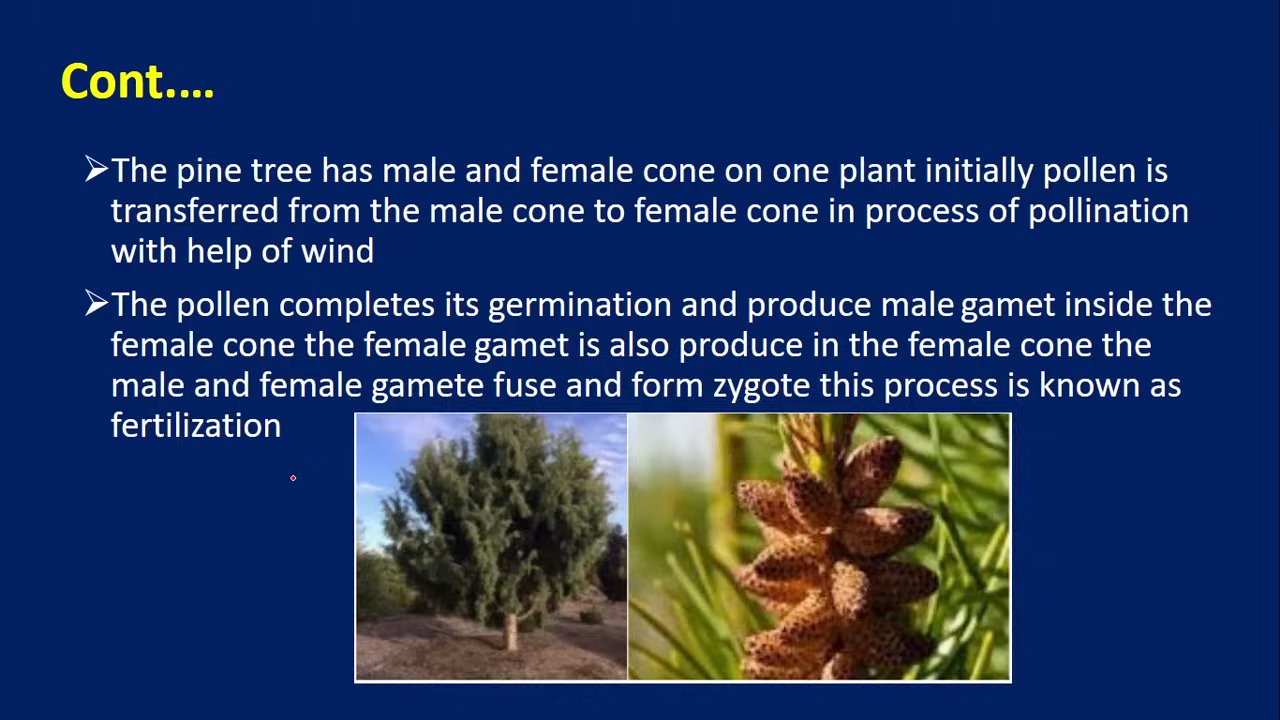 Cont.…
➢The pine tree has male and female cone on one plant initially pollen is
transferred from the male cone to female cone in process of pollination
with help of wind
➢The pollen completes its germination and produce male gamet inside the
female cone the female gamet is also produce in the female cone the
male and female gamete fuse and form zygote this process is known as
fertilization